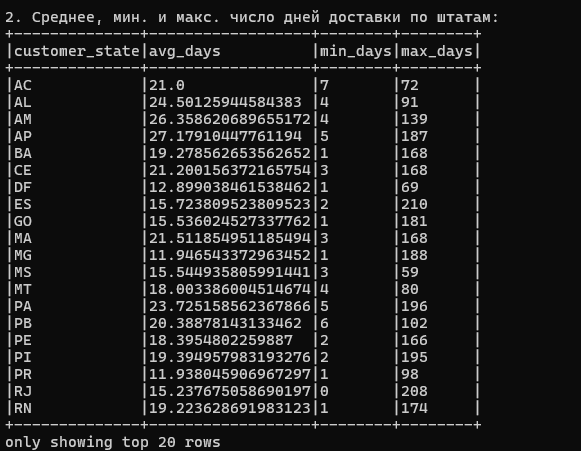 2. Среднее, мин. и макс. число дней доставки по штатам:
+--------------+------------------+--------+--------+
|customer_state|avg_days          |min_days|max_days|
+--------------+------------------+--------+--------+
|AC            |21.0              |7       |72      |
|AL            |24.50125944584383 |4       |91      |
|AM            |26.358620689655172|4       |139     |
|AP            |27.17910447761194 |5       |187     |
|BA            |19.278562653562652|1       |168     |
|CE            |21.200156372165754|3       |168     |
|DF            |12.899038461538462|1       |69      |
|ES            |15.723809523809523|2       |210     |
|GO            |15.536024527337762|1       |181     |
|MA            |21.511854951185494|3       |168     |
|MG            |11.946543372963452|1       |188     |
|MS            |15.544935805991441|3       |59      |
|MT            |18.003386004514674|4       |80      |
|PA            |23.725158562367866|5       |196     |
|PB            |20.38878143133462 |6       |102     |
|PE            |18.3954802259887  |2       |166     |
|PI            |19.394957983193276|2       |195     |
|PR            |11.938045906967297|1       |98      |
|RJ            |15.237675058690197|0       |208     |
|RN            |19.223628691983123|1       |174     |
+--------------+------------------+--------+--------+
only showing top 20 rows